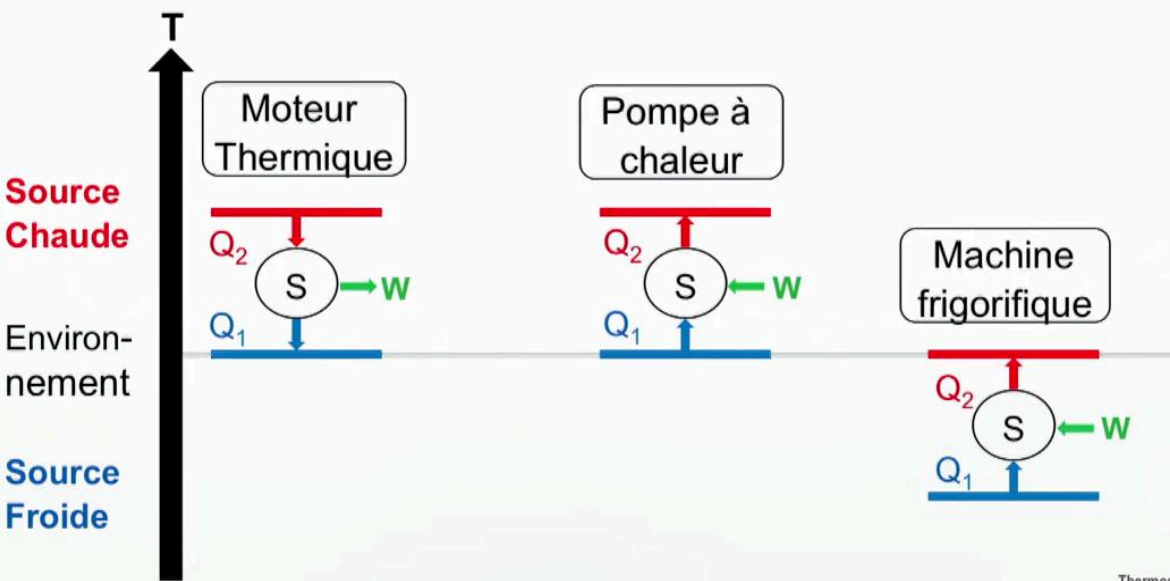 T
Moteur
Thermique
Pompe à
chaleur
Source
Chaude
Q2
S
W
Q2
S
W
Machine
frigorifique
Environ-
nement
Q1
Q1
Q2
S
W
Source
Froide
Q1